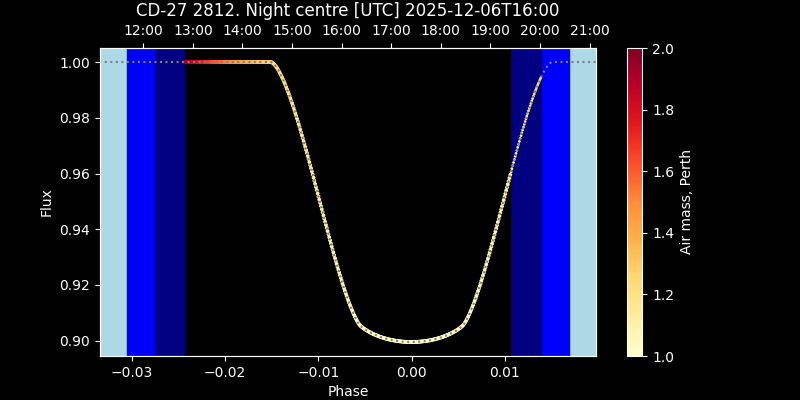 CD-27 2812. Night centre [UTC] 2025-12-06T16:00
12:00 13:00 14:00 15:00 16:00 17:00 18:00 19:00 20:00 21:00
1.00
0.98
0.96
0.94
0.92
0.90
Flux
−0.03 −0.02 −0.01 0.00 0.01
Phase
2.0
1.8
1.6
1.4
1.2
1.0
Air mass, Perth